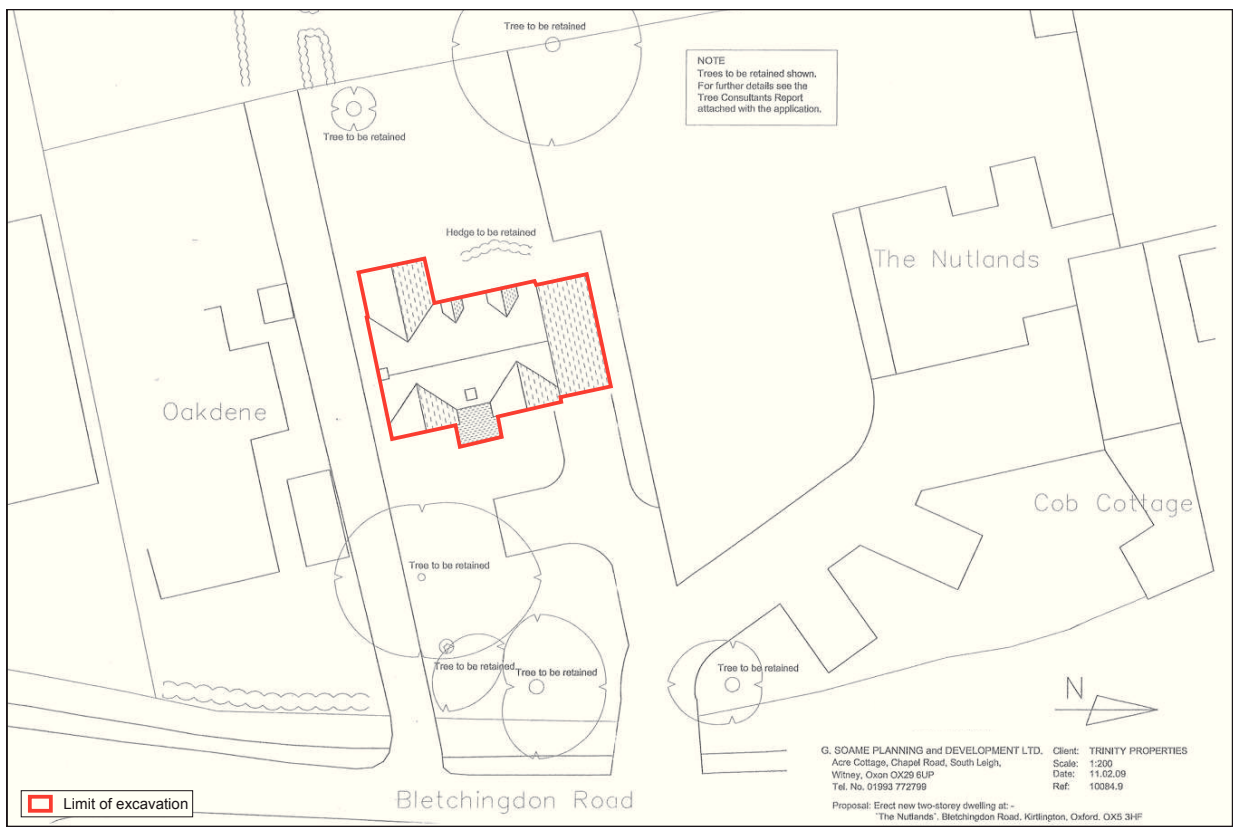 Tree to be retained
NOTE
Trees to be retained shown.
For further details see the
Tree Consultants Report
attached with the application.
Tree to be retained
Hedge to be retained
The Nutlands
Oakdene
Cob Cottage
Tree to be retained
Tree to be retained
Tree to be retained
Tree to be retained
N
G. SOAME PLANNING and DEVELOPMENT LTD.
Acre Cottage, Chapel Road, South Leigh,
Witney, Oxon OX29 6UP
Tel. No. 01993 772799
Client: TRINITY PROPERTIES
Scale: 1:200
Date: 11.02.09
Ref: 10084.9
Proposal: Erect new two-storey dwelling at: -
'The Nutlands'. Bletchingdon Road, Kirtlington, Oxford. OX5 3HF
Limit of excavation
Bletchingdon Road